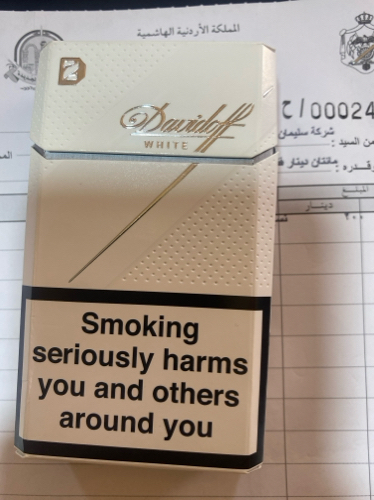 المملكة الأردنية الهاشمية
Davidoff
WHITE
ح/00024
شركة سليمان
من السيد :
مائتان دينار
المبلغ
دينار
٢٠٠
Smoking
seriously harms
you and others
around you